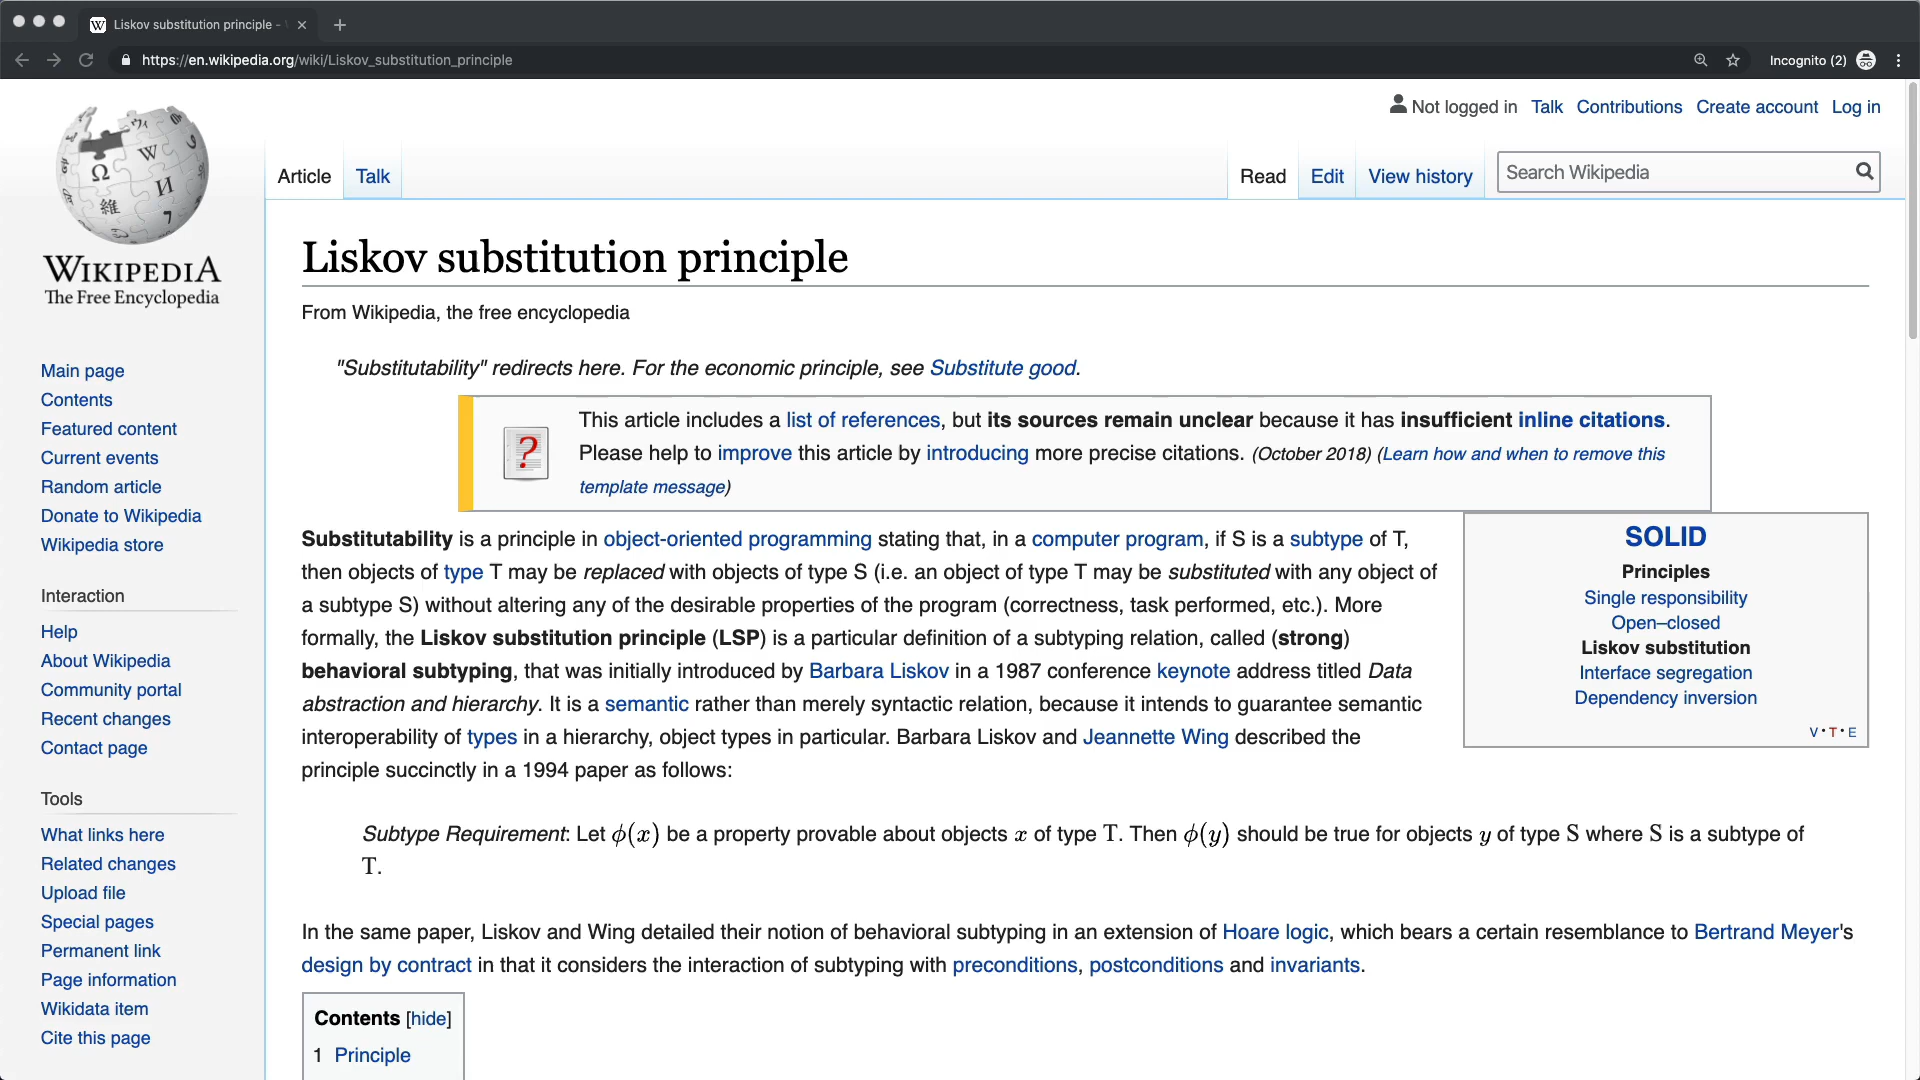 Liskov substitution principle -
https://en.wikipedia.org/wiki/Liskov_substitution_principle
Incognito (2)
Not logged in Talk Contributions Create account Log in
Article Talk
Read Edit View history
Search Wikipedia
WIKIPEDIA
The Free Encyclopedia
Main page
Contents
Featured content
Current events
Random article
Donate to Wikipedia
Wikipedia store
Interaction
Help
About Wikipedia
Community portal
Recent changes
Contact page
Tools
What links here
Related changes
Upload file
Special pages
Permanent link
Page information
Wikidata item
Cite this page
Liskov substitution principle
From Wikipedia, the free encyclopedia
"Substitutability" redirects here. For the economic principle, see Substitute good.
This article includes a list of references, but its sources remain unclear because it has insufficient inline citations.
Please help to improve this article by introducing more precise citations. (October 2018) (Learn how and when to remove this
template message)
Substitutability is a principle in object-oriented programming stating that, in a computer program, if S is a subtype of T,
then objects of type T may be replaced with objects of type S (i.e. an object of type T may be substituted with any object of
a subtype S) without altering any of the desirable properties of the program (correctness, task performed, etc.). More
formally, the Liskov substitution principle (LSP) is a particular definition of a subtyping relation, called (strong)
behavioral subtyping, that was initially introduced by Barbara Liskov in a 1987 conference keynote address titled Data
abstraction and hierarchy. It is a semantic rather than merely syntactic relation, because it intends to guarantee semantic
interoperability of types in a hierarchy, object types in particular. Barbara Liskov and Jeannette Wing described the
principle succinctly in a 1994 paper as follows:
SOLID
Principles
Single responsibility
Open–closed
Liskov substitution
Interface segregation
Dependency inversion
V·T·E
Subtype Requirement: Let ϕ(x) be a property provable about objects x of type T. Then ϕ(y) should be true for objects y of type S where S is a subtype of
T.
In the same paper, Liskov and Wing detailed their notion of behavioral subtyping in an extension of Hoare logic, which bears a certain resemblance to Bertrand Meyer's
design by contract in that it considers the interaction of subtyping with preconditions, postconditions and invariants.
Contents [hide]
1 Principle